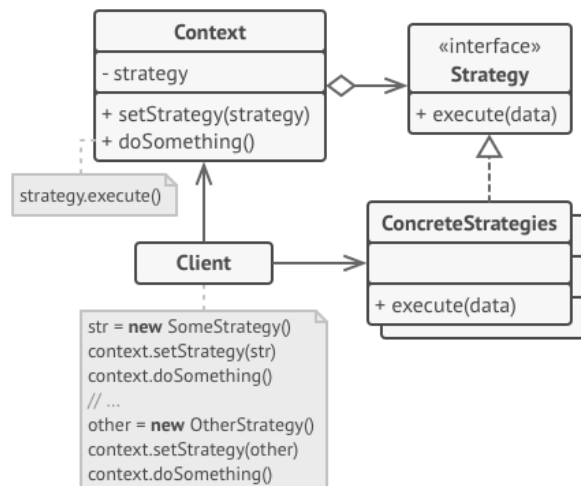 Context
- strategy
+ setStrategy(strategy)
+ doSomething()
«interface»
Strategy
+ execute(data)
strategy.execute()
ConcreteStrategies
+ execute(data)
Client
str = new SomeStrategy()
context.setStrategy(str)
context.doSomething()
// ...
other = new OtherStrategy()
context.setStrategy(other)
context.doSomething()